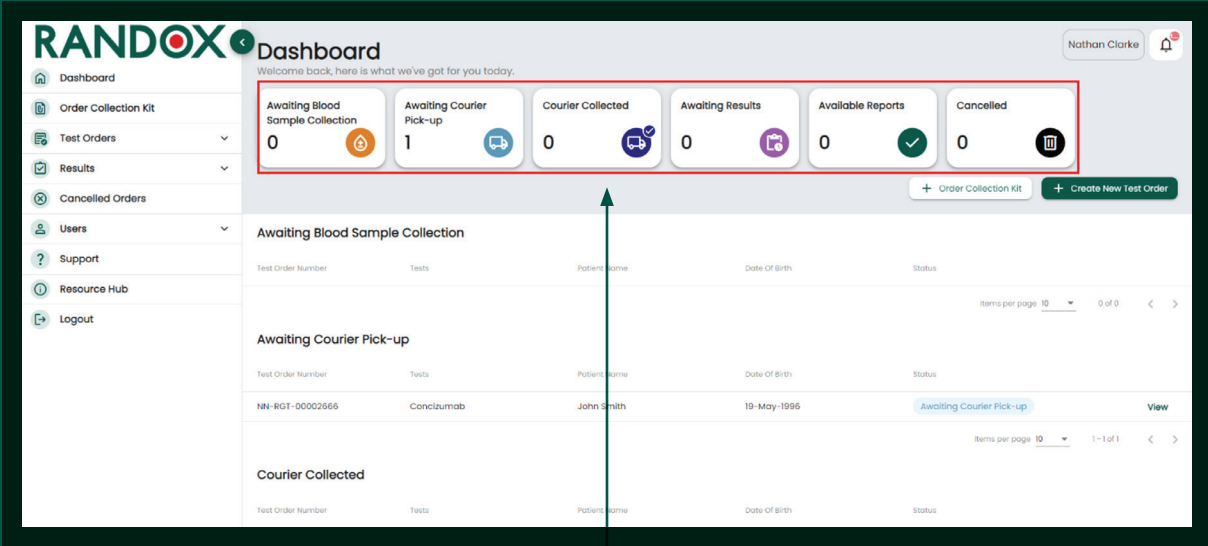 RANDOX
Dashboard
Order Collection Kit
Test Orders
Results
Cancelled Orders
Users
Support
Resource Hub
Logout
Dashboard
Welcome back, here is what we've got for you today.
Nathan Clarke
Awaiting Blood
Sample Collection
0
Awaiting Courier
Pick-up
1
Courier Collected
0
Awaiting Results
0
Available Reports
0
Cancelled
0
+ Order Collection Kit
+ Create New Test Order
Awaiting Blood Sample Collection
Test Order Number Tests Patient Name Date Of Birth Status
Items per page 10 0 of 0
Awaiting Courier Pick-up
Test Order Number Tests Patient Name Date Of Birth Status
NN-RGT-00002666 Concizumab John Smith 19-May-1996 Awaiting Courier Pick-up View
Items per page 10 1 - 1 of 1
Courier Collected
Test Order Number Tests Patient Name Date Of Birth Status